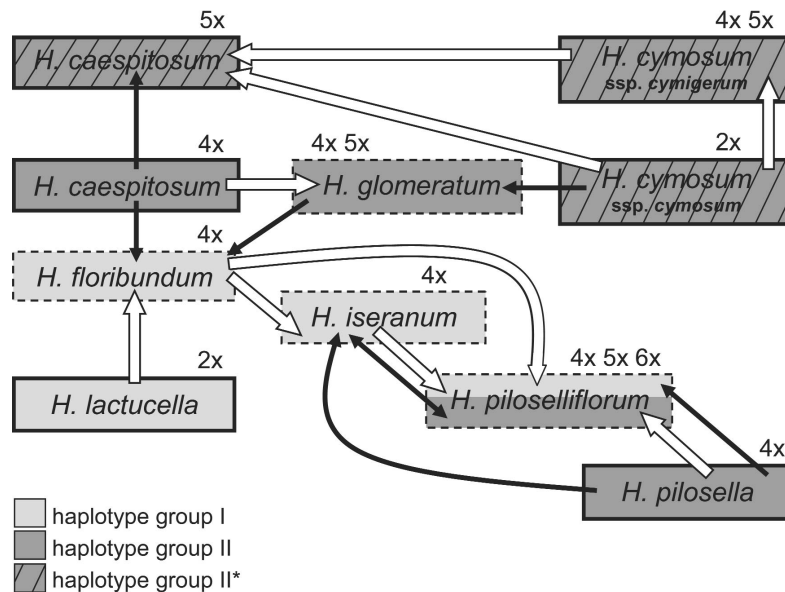 5x
4x 5x
H. caespitosum
H. cymosum
ssp. cymigerum
4x
4x 5x
2x
H. caespitosum
H. glomeratum
H. cymosum
ssp. cymosum
4x
H. floribundum
4x
H. iseranum
2x
4x 5x 6x
H. lactucella
H. piloselliflorum
4x
H. pilosella
haplotype group I
haplotype group II
haplotype group II*